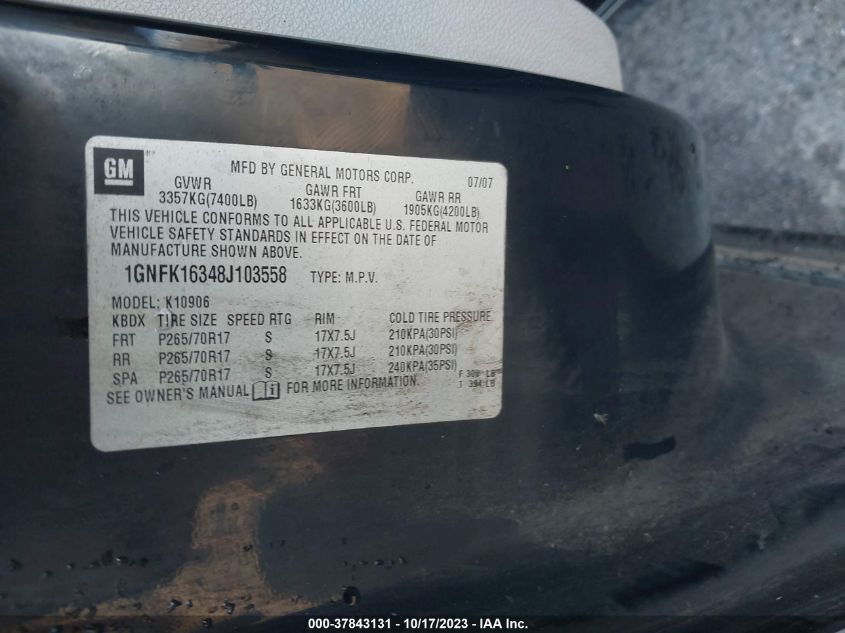 GM
MFD BY GENERAL MOTORS CORP. 07/07
GVWR GAWR FRT GAWR RR
3357KG(7400LB) 1633KG(3600LB) 1905KG(4200LB)
THIS VEHICLE CONFORMS TO ALL APPLICABLE U.S. FEDERAL MOTOR
VEHICLE SAFETY STANDARDS IN EFFECT ON THE DATE OF
MANUFACTURE SHOWN ABOVE.
1GNFK16348J103558 TYPE: M.P.V.
MODEL: K10906
KBDX TIRE SIZE SPEED RTG RIM COLD TIRE PRESSURE
FRT P265/70R17 S 17X7.5J 210KPA(30PSI)
RR P265/70R17 S 17X7.5J 210KPA(30PSI)
SPA P265/70R17 S 17X7.5J 240KPA(35PSI)
SEE OWNER'S MANUAL FOR MORE INFORMATION.
000-37843131 - 10/17/2023 - IAA Inc.